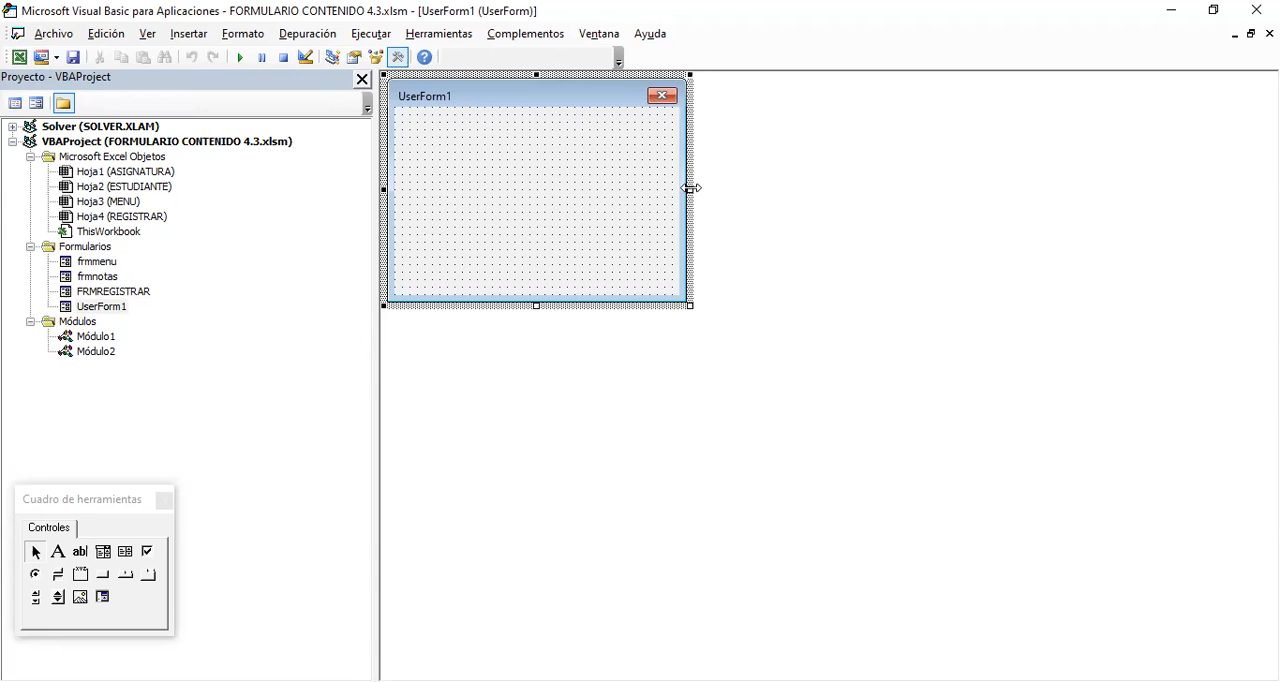 Microsoft Visual Basic para Aplicaciones - FORMULARIO CONTENIDO 4.3.xlsm - [UserForm1 (UserForm)]
Archivo Edición Ver Insertar Formato Depuración Ejecutar Herramientas Complementos Ventana Ayuda
Proyecto - VBAProject
Solver (SOLVER.XLAM)
VBAProject (FORMULARIO CONTENIDO 4.3.xlsm)
Microsoft Excel Objetos
Hoja1 (ASIGNATURA)
Hoja2 (ESTUDIANTE)
Hoja3 (MENU)
Hoja4 (REGISTRAR)
ThisWorkbook
Formularios
frmmenu
frmnotas
FRMREGISTRAR
UserForm1
Módulos
Módulo1
Módulo2
UserForm1
Cuadro de herramientas
Controles
A ab|